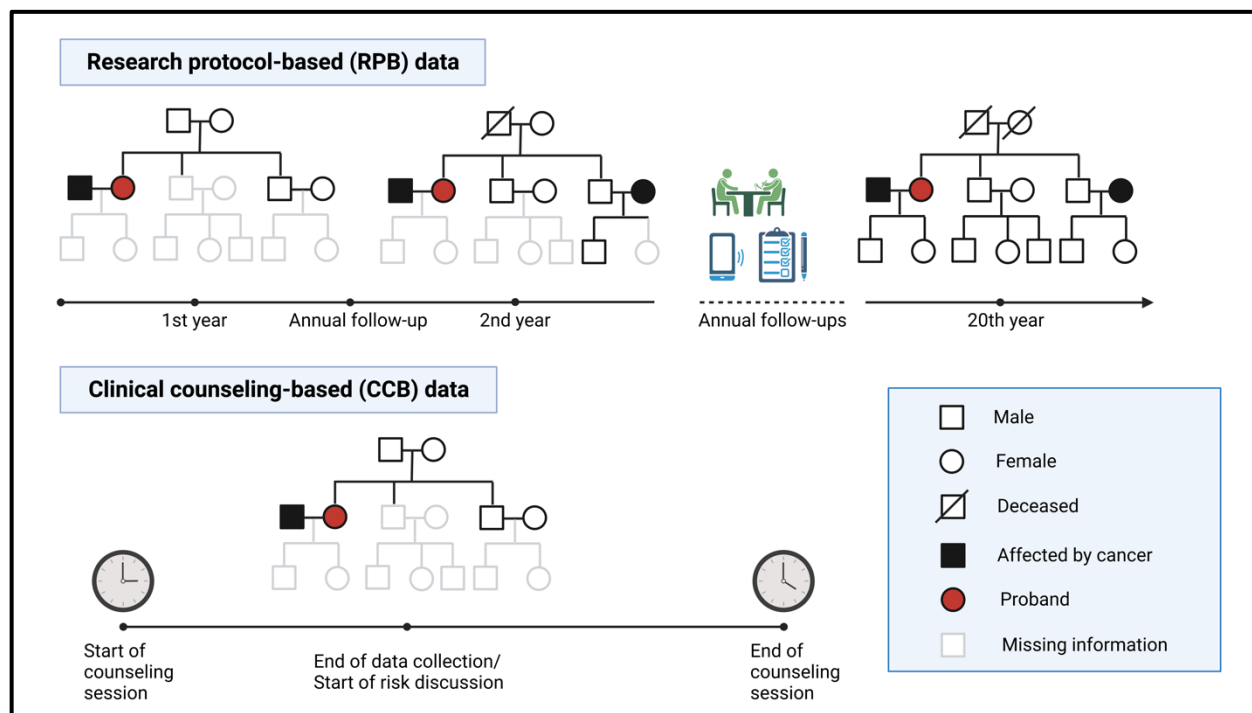 Research protocol-based (RPB) data
1st year
Annual follow-up
2nd year
Annual follow-ups
20th year
Clinical counseling-based (CCB) data
Start of
counseling
session
End of data collection/
Start of risk discussion
End of
counseling
session
Male
Female
Deceased
Affected by cancer
Proband
Missing information